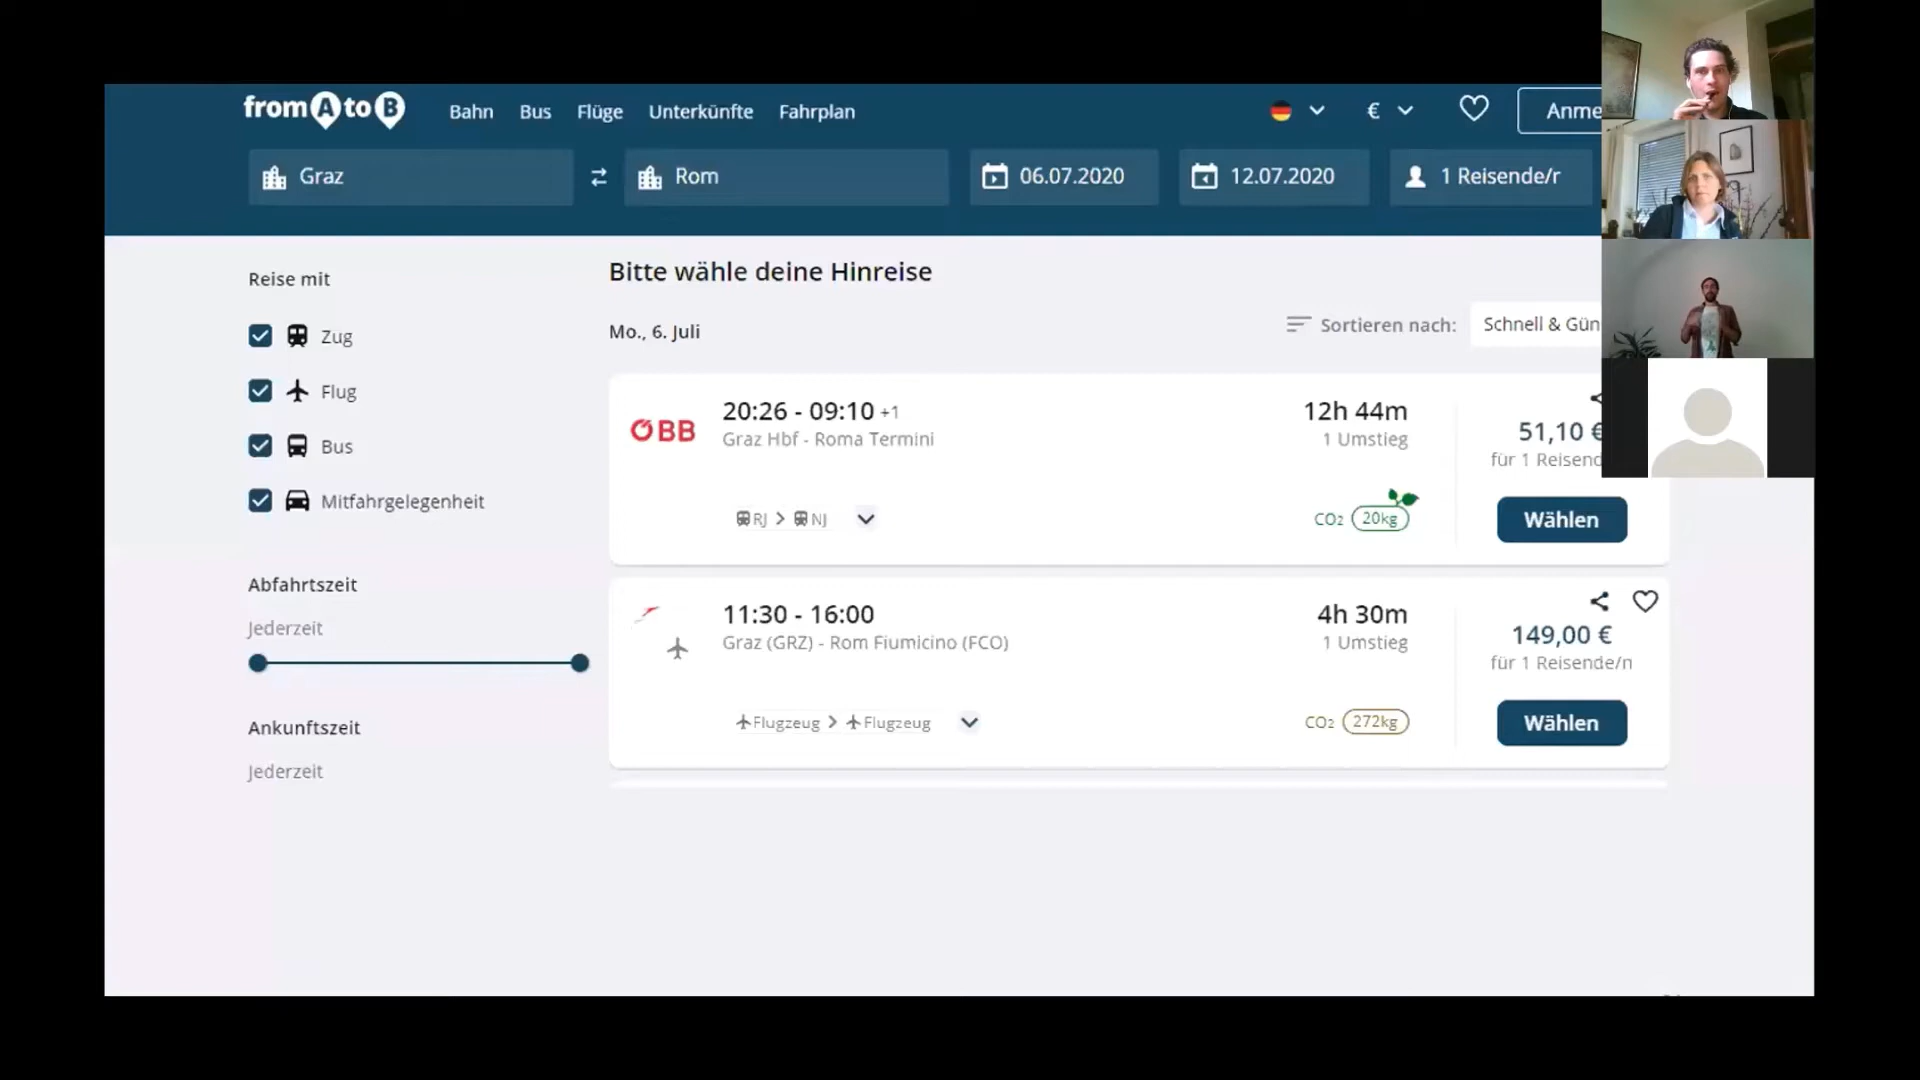 from A to B
Bahn Bus Flüge Unterkünfte Fahrplan
€
Anme
Graz
Rom
06.07.2020
12.07.2020
1 Reisende/r
Reise mit
Zug
Flug
Bus
Mitfahrgelegenheit
Abfahrtszeit
Jederzeit
Ankunftszeit
Jederzeit
Bitte wähle deine Hinreise
Mo., 6. Juli
Sortieren nach: Schnell & Gün
ÖBB
20:26 - 09:10 +1
Graz Hbf - Roma Termini
12h 44m
1 Umstieg
51,10 €
für 1 Reisend
RJ > NJ
CO2 20kg
Wählen
11:30 - 16:00
Graz (GRZ) - Rom Fiumicino (FCO)
4h 30m
1 Umstieg
149,00 €
für 1 Reisende/n
Flugzeug > Flugzeug
CO2 272kg
Wählen